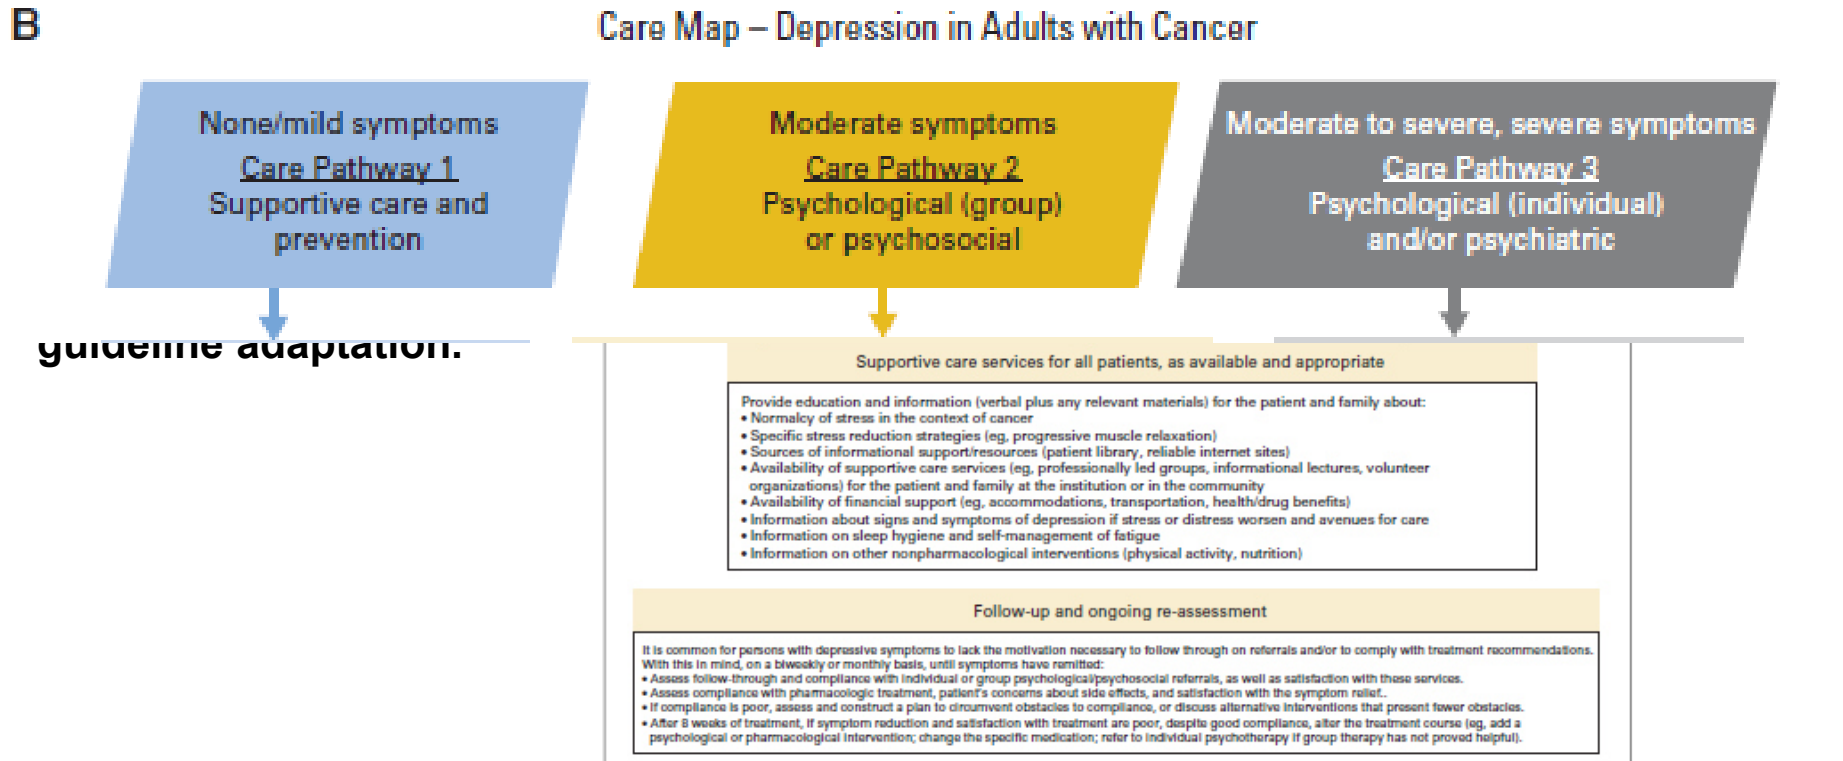 B
Care Map – Depression in Adults with Cancer
None/mild symptoms
Care Pathway 1
Supportive care and
prevention
Moderate symptoms
Care Pathway 2
Psychological (group)
or psychosocial
Moderate to severe, severe symptoms
Care Pathway 3
Psychological (individual)
and/or psychiatric
guideline adaptation.
Supportive care services for all patients, as available and appropriate
Provide education and information (verbal plus any relevant materials) for the patient and family about:
• Normalcy of stress in the context of cancer
• Specific stress reduction strategies (eg, progressive muscle relaxation)
• Sources of informational support/resources (patient library, reliable internet sites)
• Availability of supportive care services (eg, professionally led groups, informational lectures, volunteer
organizations) for the patient and family at the institution or in the community
• Availability of financial support (eg, accommodations, transportation, health/drug benefits)
• Information about signs and symptoms of depression if stress or distress worsen and avenues for care
• Information on sleep hygiene and self-management of fatigue
• Information on other nonpharmacological interventions (physical activity, nutrition)
Follow-up and ongoing re-assessment
It is common for persons with depressive symptoms to lack the motivation necessary to follow through on referrals and/or to comply with treatment recommendations.
With this in mind, on a biweekly or monthly basis, until symptoms have remitted:
• Assess follow-through and compliance with individual or group psychological/psychosocial referrals, as well as satisfaction with these services.
• Assess compliance with pharmacologic treatment, patient's concerns about side effects, and satisfaction with the symptom relief..
• If compliance is poor, assess and construct a plan to circumvent obstacles to compliance, or discuss alternative interventions that present fewer obstacles.
• After 8 weeks of treatment, if symptom reduction and satisfaction with treatment are poor, despite good compliance, alter the treatment course (eg, add a
psychological or pharmacological intervention; change the specific medication; refer to individual psychotherapy if group therapy has not proved helpful).